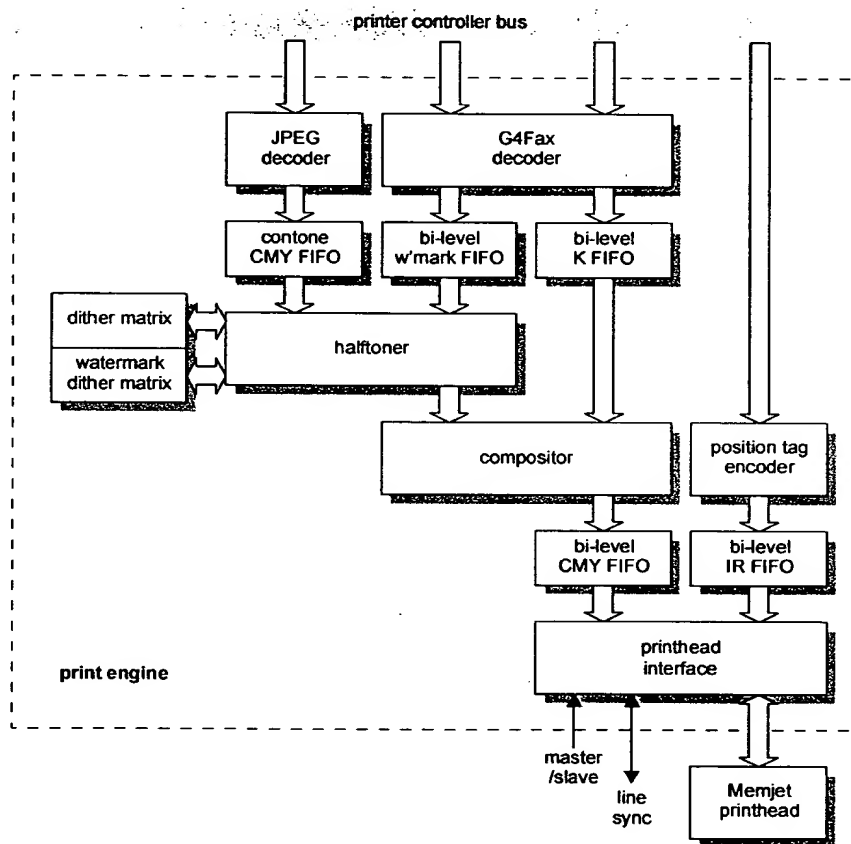 printer controller bus
JPEG
decoder
G4Fax
decoder
contone
CMY FIFO
bi-level
w'mark FIFO
bi-level
K FIFO
dither matrix
watermark
dither matrix
halftoner
compositor
position tag
encoder
bi-level
CMY FIFO
bi-level
IR FIFO
printhead
interface
print engine
master
/slave
line
sync
Memjet
printhead